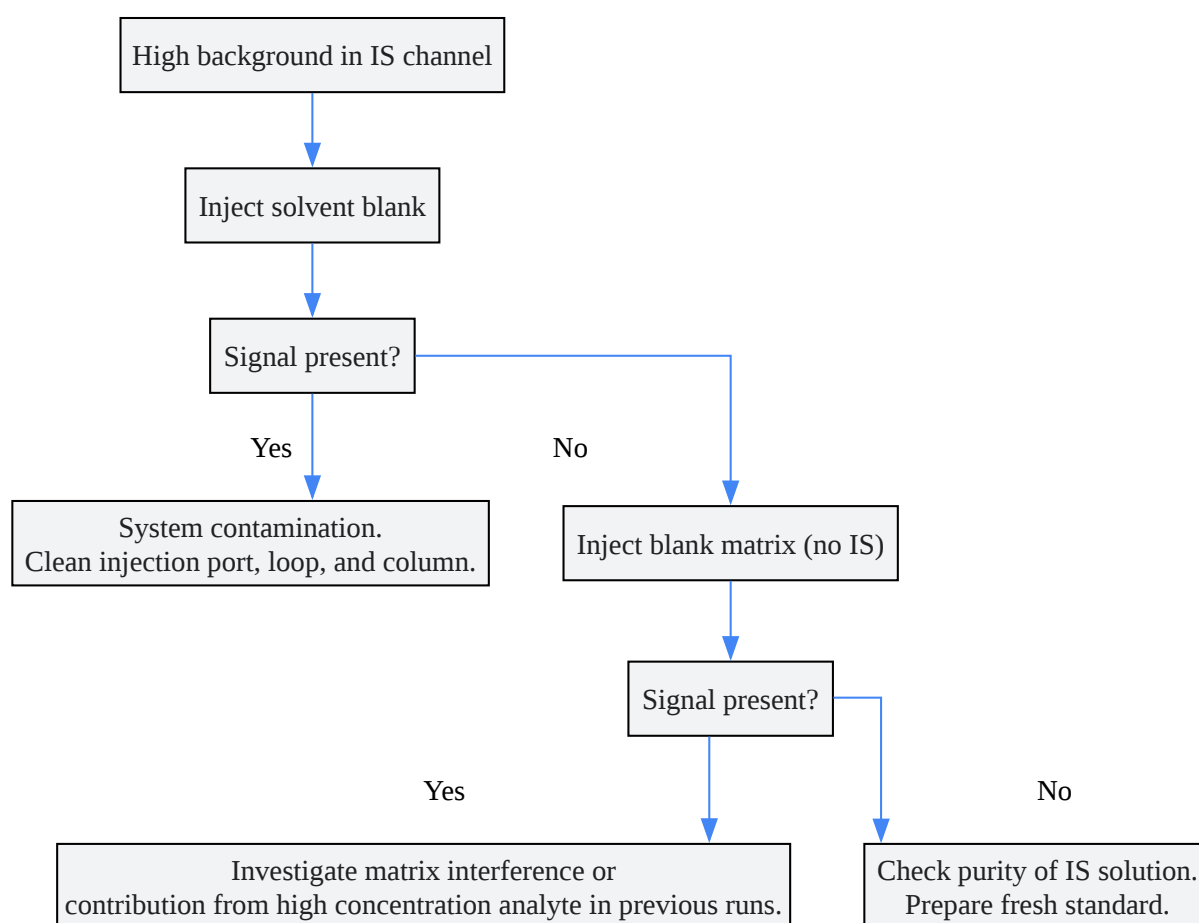 High background in IS channel
Inject solvent blank
Signal present?
Yes
No
System contamination.
Clean injection port, loop, and column.
Inject blank matrix (no IS)
Signal present?
Yes
No
Investigate matrix interference or
contribution from high concentration analyte in previous runs.
Check purity of IS solution.
Prepare fresh standard.